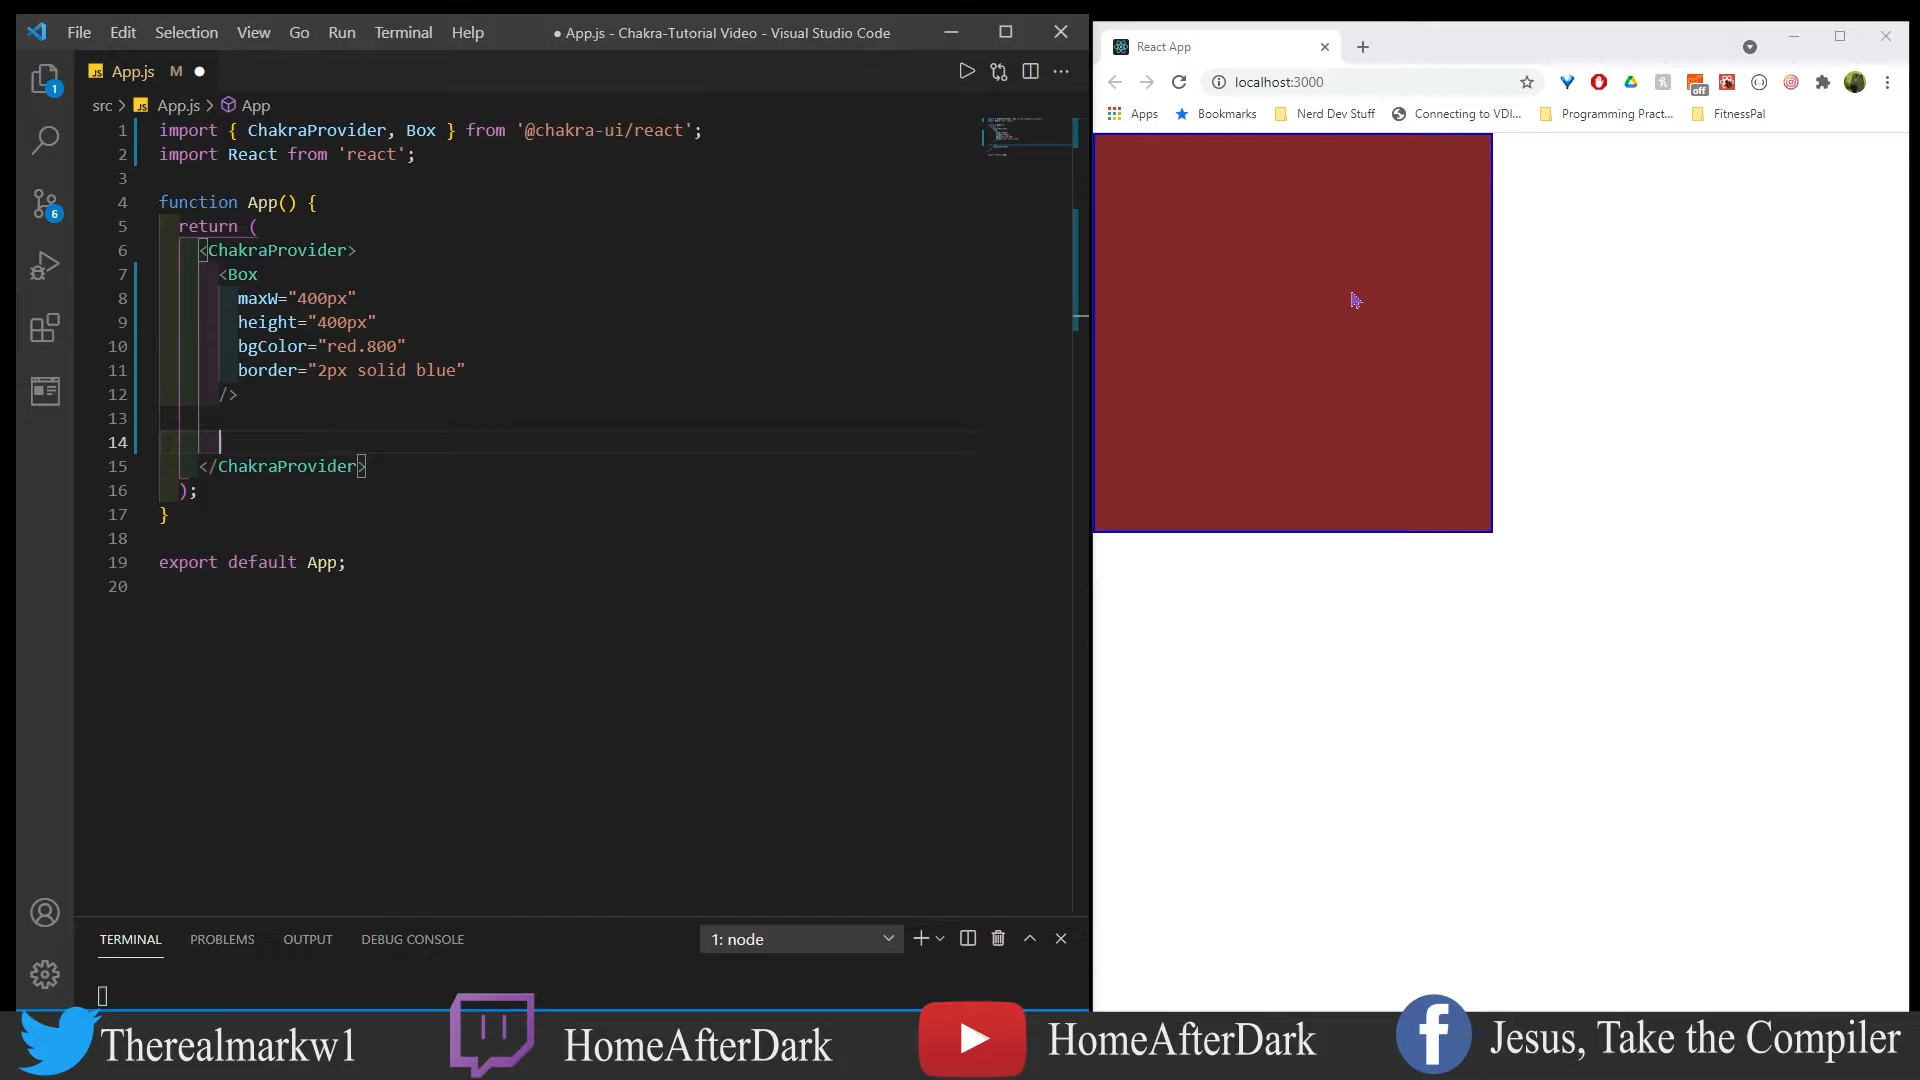 File Edit Selection View Go Run Terminal Help ● App.js - Chakra-Tutorial Video - Visual Studio Code
JS App.js M ●
src > JS App.js > App
1 import { ChakraProvider, Box } from '@chakra-ui/react';
2 import React from 'react';
3
4 function App() {
5 return (
6 <ChakraProvider>
7 <Box
8 maxW="400px"
9 height="400px"
10 bgColor="red.800"
11 border="2px solid blue"
12 />
13
14
15 </ChakraProvider>
16 );
17 }
18
19 export default App;
20
1
6
TERMINAL PROBLEMS OUTPUT DEBUG CONSOLE 1: node
React App
localhost:3000
off
Apps Bookmarks Nerd Dev Stuff Connecting to VDI... Programming Pract... FitnessPal
Therealmarkw1 HomeAfterDark HomeAfterDark Jesus, Take the Compiler